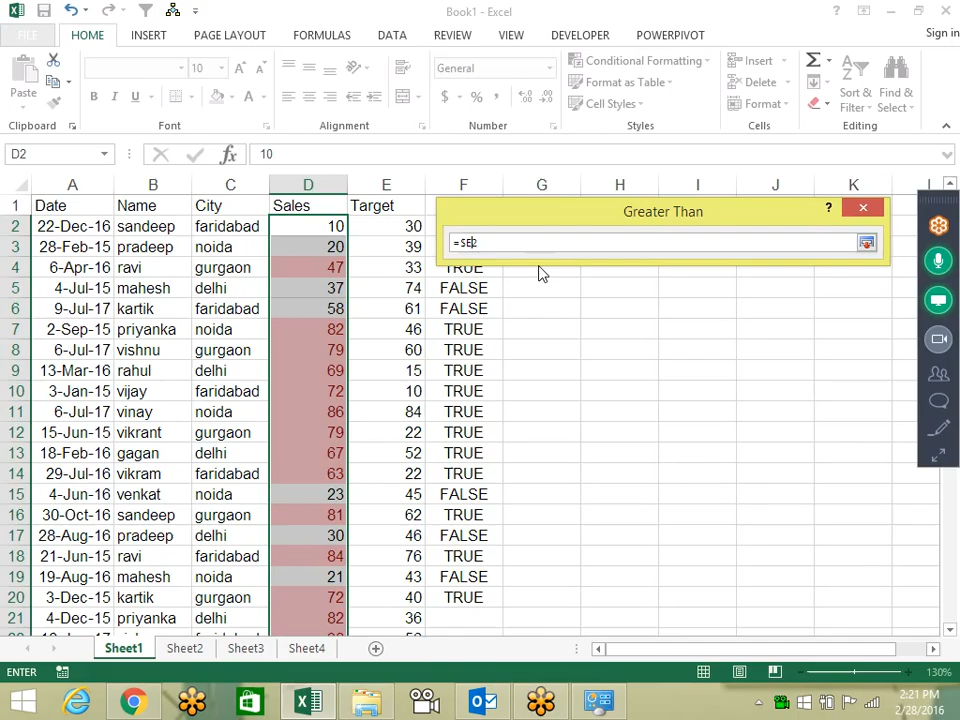 Book1 - Excel
Sign in
FILE
HOME
INSERT
PAGE LAYOUT
FORMULAS
DATA
REVIEW
VIEW
DEVELOPER
POWERPIVOT
Paste
Clipboard
10
B I U
Font
Alignment
General
$ % ,
Number
Conditional Formatting
Format as Table
Cell Styles
Styles
Insert
Delete
Format
Cells
Sort & Filter
Find & Select
Editing
D2
fx
10
A B C D E F G H I J K
1 Date Name City Sales Target
2 22-Dec-16 sandeep faridabad 10 30
3 28-Feb-15 pradeep noida 20 39
4 6-Apr-16 ravi gurgaon 47 33 TRUE
5 4-Jul-15 mahesh delhi 37 74 FALSE
6 9-Jul-17 kartik faridabad 58 61 FALSE
7 2-Sep-15 priyanka noida 82 46 TRUE
8 6-Jul-17 vishnu gurgaon 79 60 TRUE
9 13-Mar-16 rahul delhi 69 15 TRUE
10 3-Jan-15 vijay faridabad 72 10 TRUE
11 6-Jul-17 vinay noida 86 84 TRUE
12 15-Jun-15 vikrant gurgaon 79 22 TRUE
13 18-Feb-16 gagan delhi 67 52 TRUE
14 29-Jul-16 vikram faridabad 63 22 TRUE
15 4-Jun-16 venkat noida 23 45 FALSE
16 30-Oct-16 sandeep gurgaon 81 62 TRUE
17 28-Aug-16 pradeep delhi 30 46 FALSE
18 21-Jun-15 ravi faridabad 84 76 TRUE
19 19-Aug-16 mahesh noida 21 43 FALSE
20 3-Dec-15 kartik gurgaon 72 40 TRUE
21 4-Dec-15 priyanka delhi 82 36
Greater Than
? 
=$E2
Sheet1
Sheet2
Sheet3
Sheet4
ENTER
130%
2:21 PM
2/28/2016